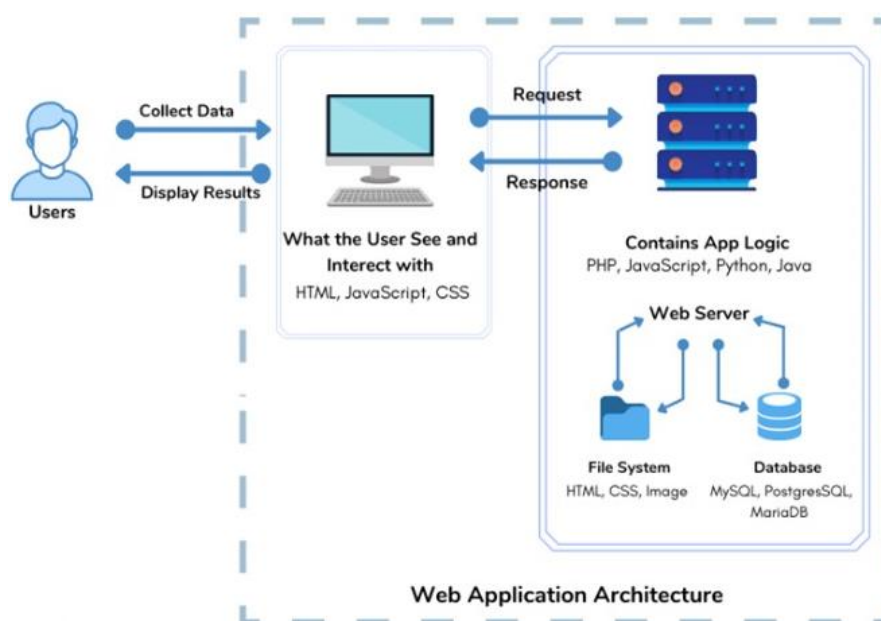 Collect Data
Display Results
Users
What the User See and
Interect with
HTML, JavaScript, CSS
Request
Response
Contains App Logic
PHP, JavaScript, Python, Java
Web Server
File System
HTML, CSS, Image
Database
MySQL, PostgresSQL,
MariaDB
Web Application Architecture